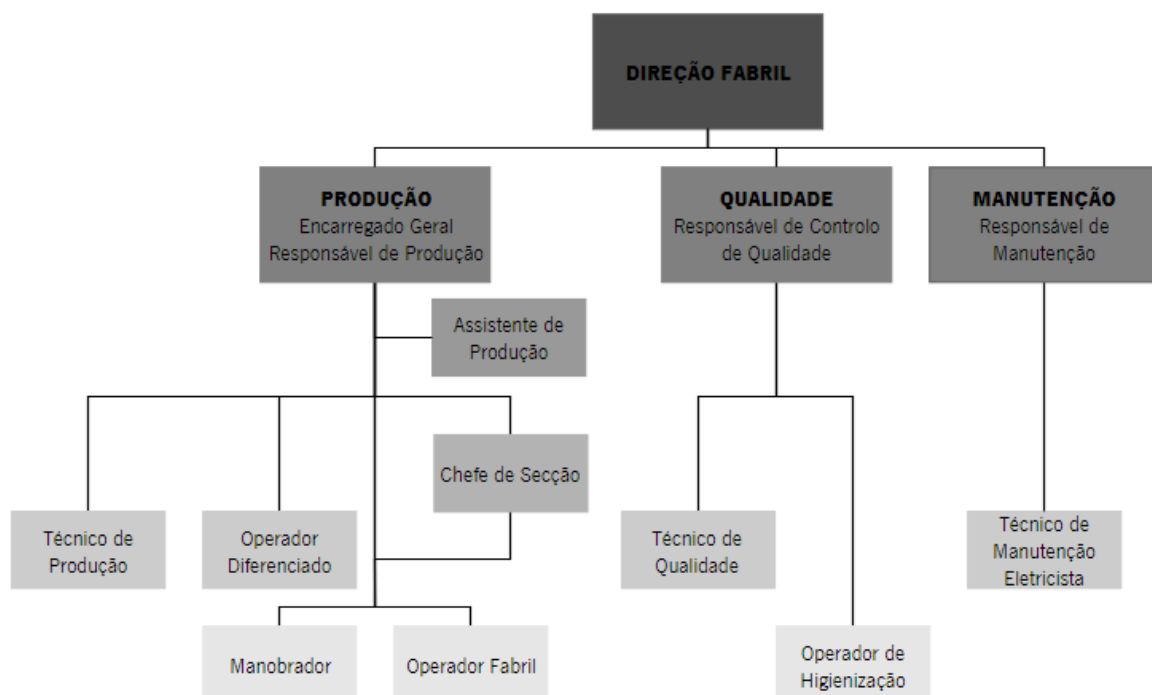 DIREÇÃO FABRIL
PRODUÇÃO
Encarregado Geral
Responsável de Produção
QUALIDADE
Responsável de Controlo
de Qualidade
MANUTENÇÃO
Responsável de
Manutenção
Assistente de
Produção
Chefe de Secção
Técnico de
Produção
Operador
Diferenciado
Técnico de
Qualidade
Técnico de
Manutenção
Eletricista
Manobrador
Operador Fabril
Operador de
Higienização